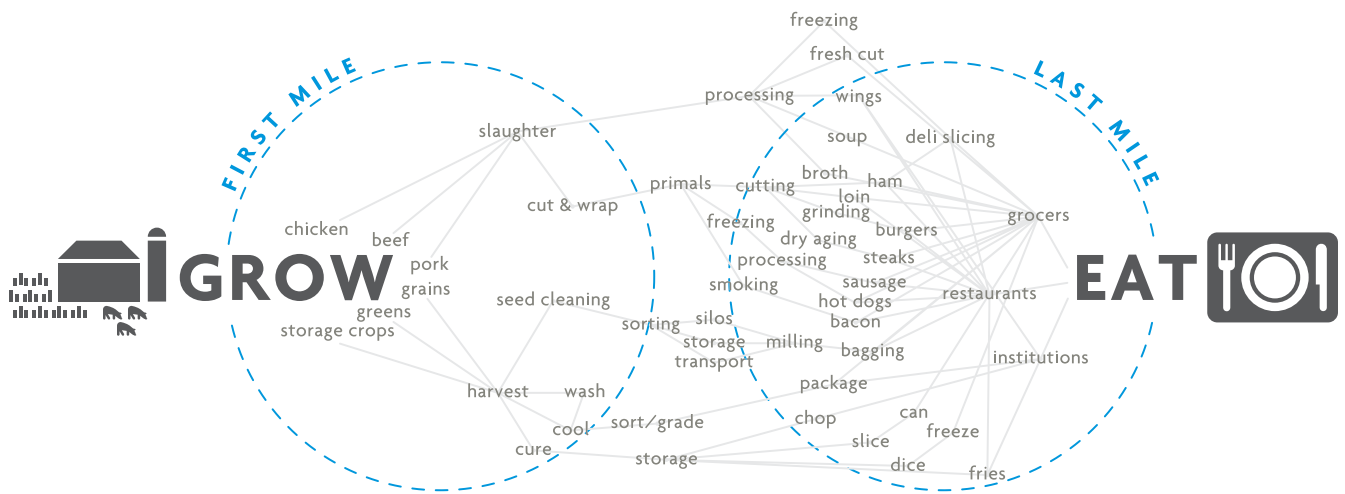 FIRST MILE
LAST MILE
GROW
EAT
chicken
beef
pork
grains
greens
storage crops
slaughter
cut & wrap
seed cleaning
harvest
wash
cool
cure
sort/grade
storage
sorting
silos
storage
transport
milling
primals
freezing
processing
smoking
cutting
processing
freezing
fresh cut
wings
soup
deli slicing
broth
ham
loin
grinding
burgers
dry aging
steaks
sausage
hot dogs
bacon
bagging
package
chop
can
freeze
slice
dice
fries
grocers
restaurants
institutions